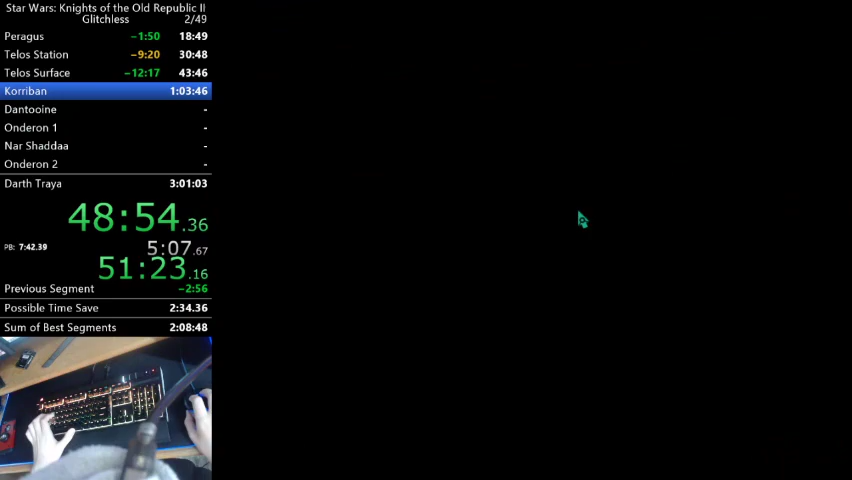 Star Wars: Knights of the Old Republic II
Glitchless 2/49
Peragus -1:50 18:49
Telos Station -9:20 30:48
Telos Surface -12:17 43:46
Korriban 1:03:46
Dantooine -
Onderon 1 -
Nar Shaddaa -
Onderon 2 -
Darth Traya 3:01:03
48:54.36
PB: 7:42.39 5:07.67
51:23.16
Previous Segment -2:56
Possible Time Save 2:34.36
Sum of Best Segments 2:08:48